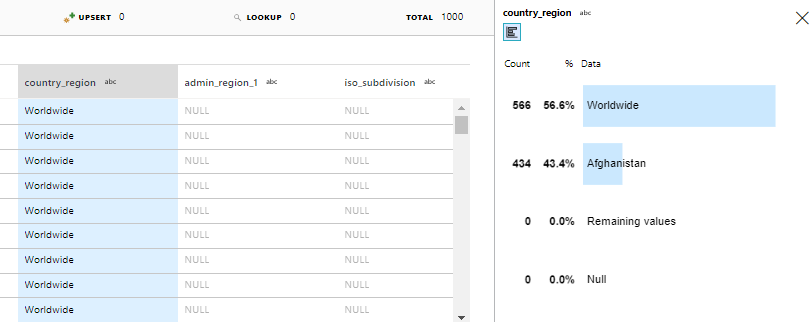 UPSERT 0 LOOKUP 0 TOTAL 1000
country_region abc admin_region_1 abc iso_subdivision abc
Worldwide NULL NULL
Worldwide NULL NULL
Worldwide NULL NULL
Worldwide NULL NULL
Worldwide NULL NULL
Worldwide NULL NULL
Worldwide NULL NULL
Worldwide NULL NULL
Worldwide NULL NULL
country_region abc
Count % Data
566 56.6% Worldwide
434 43.4% Afghanistan
0 0.0% Remaining values
0 0.0% Null